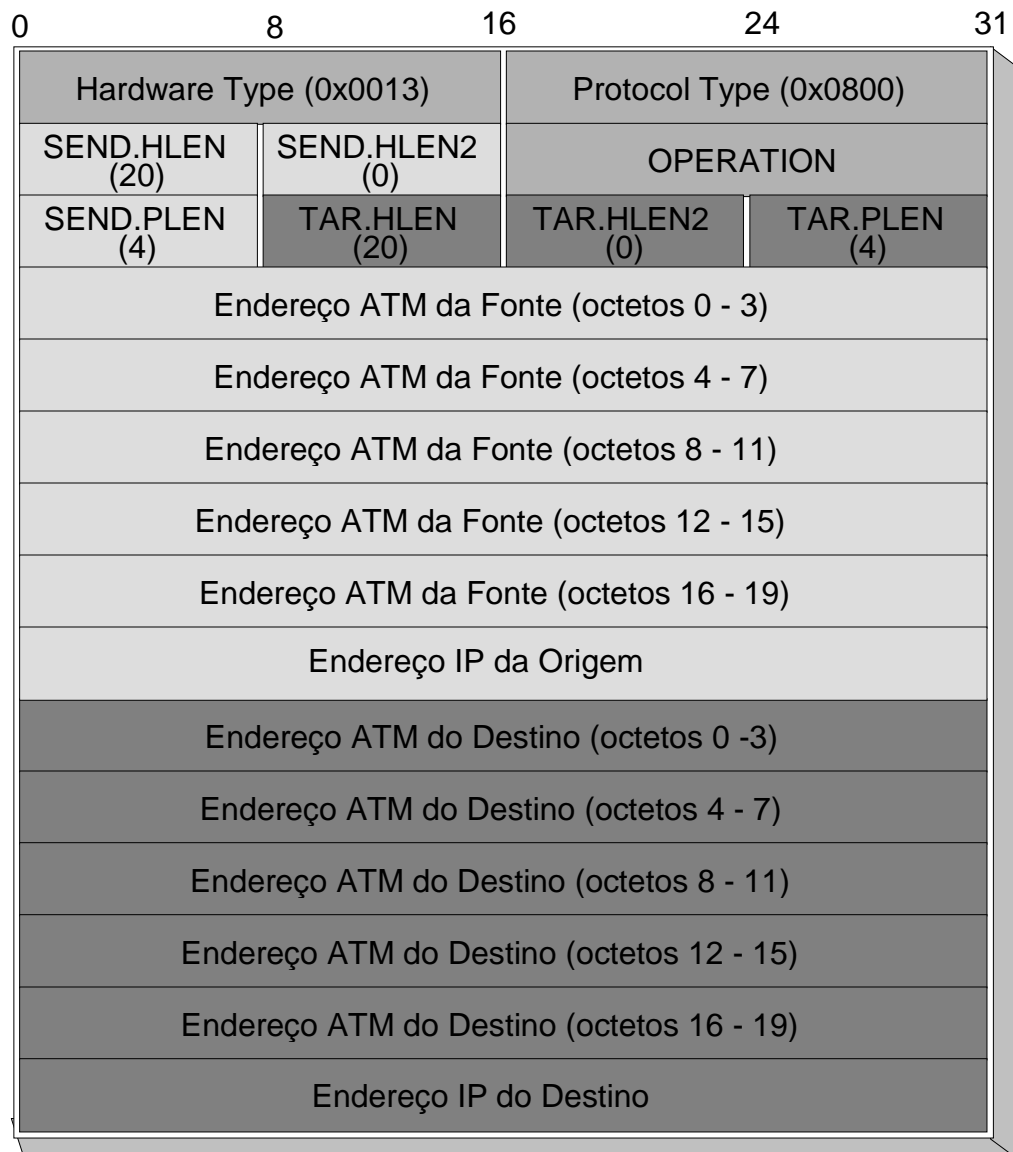 0 8 16 24 31
Hardware Type (0x0013) Protocol Type (0x0800)
SEND.HLEN (20) SEND.HLEN2 (0) OPERATION
SEND.PLEN (4) TAR.HLEN (20) TAR.HLEN2 (0) TAR.PLEN (4)
Endereço ATM da Fonte (octetos 0 - 3)
Endereço ATM da Fonte (octetos 4 - 7)
Endereço ATM da Fonte (octetos 8 - 11)
Endereço ATM da Fonte (octetos 12 - 15)
Endereço ATM da Fonte (octetos 16 - 19)
Endereço IP da Origem
Endereço ATM do Destino (octetos 0 -3)
Endereço ATM do Destino (octetos 4 - 7)
Endereço ATM do Destino (octetos 8 - 11)
Endereço ATM do Destino (octetos 12 - 15)
Endereço ATM do Destino (octetos 16 - 19)
Endereço IP do Destino